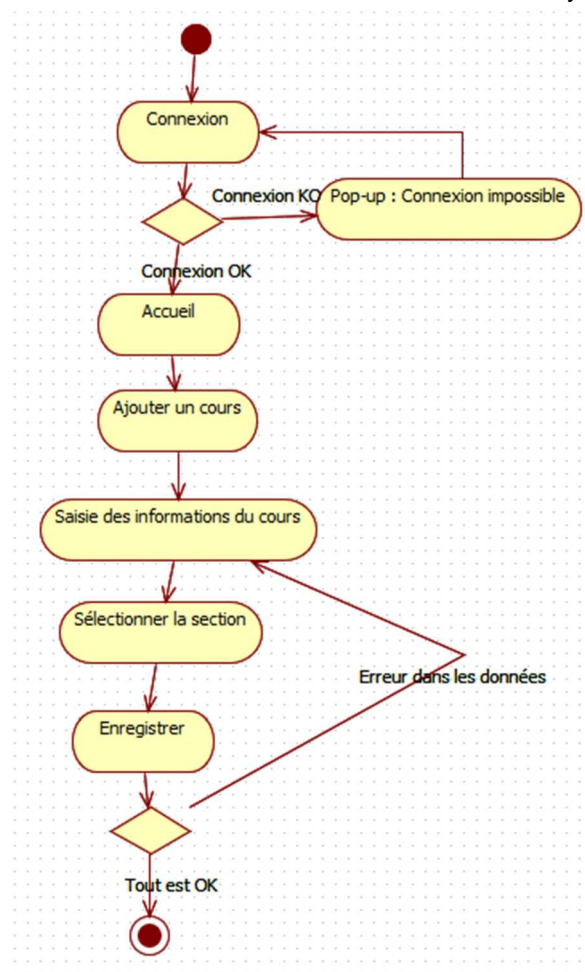 Connexion
Connexion KO
Pop-up : Connexion impossible
Connexion OK
Accueil
Ajouter un cours
Saisie des informations du cours
Sélectionner la section
Erreur dans les données
Enregistrer
Tout est OK